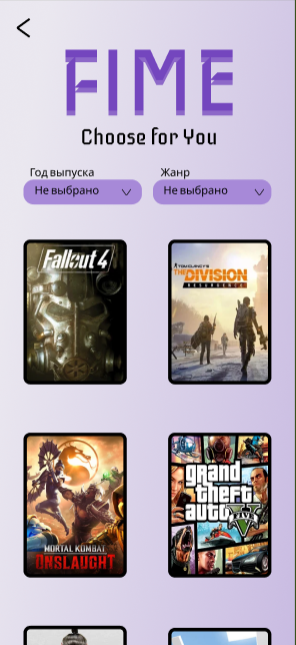 FIME
Choose for You
Год выпуска
Жанр
Не выбрано
Не выбрано
Fallout 4
TOM CLANCY'S
THE DIVISION
RESURGENCE
MORTAL KOMBAT
ONSLAUGHT
grand
theft
auto V